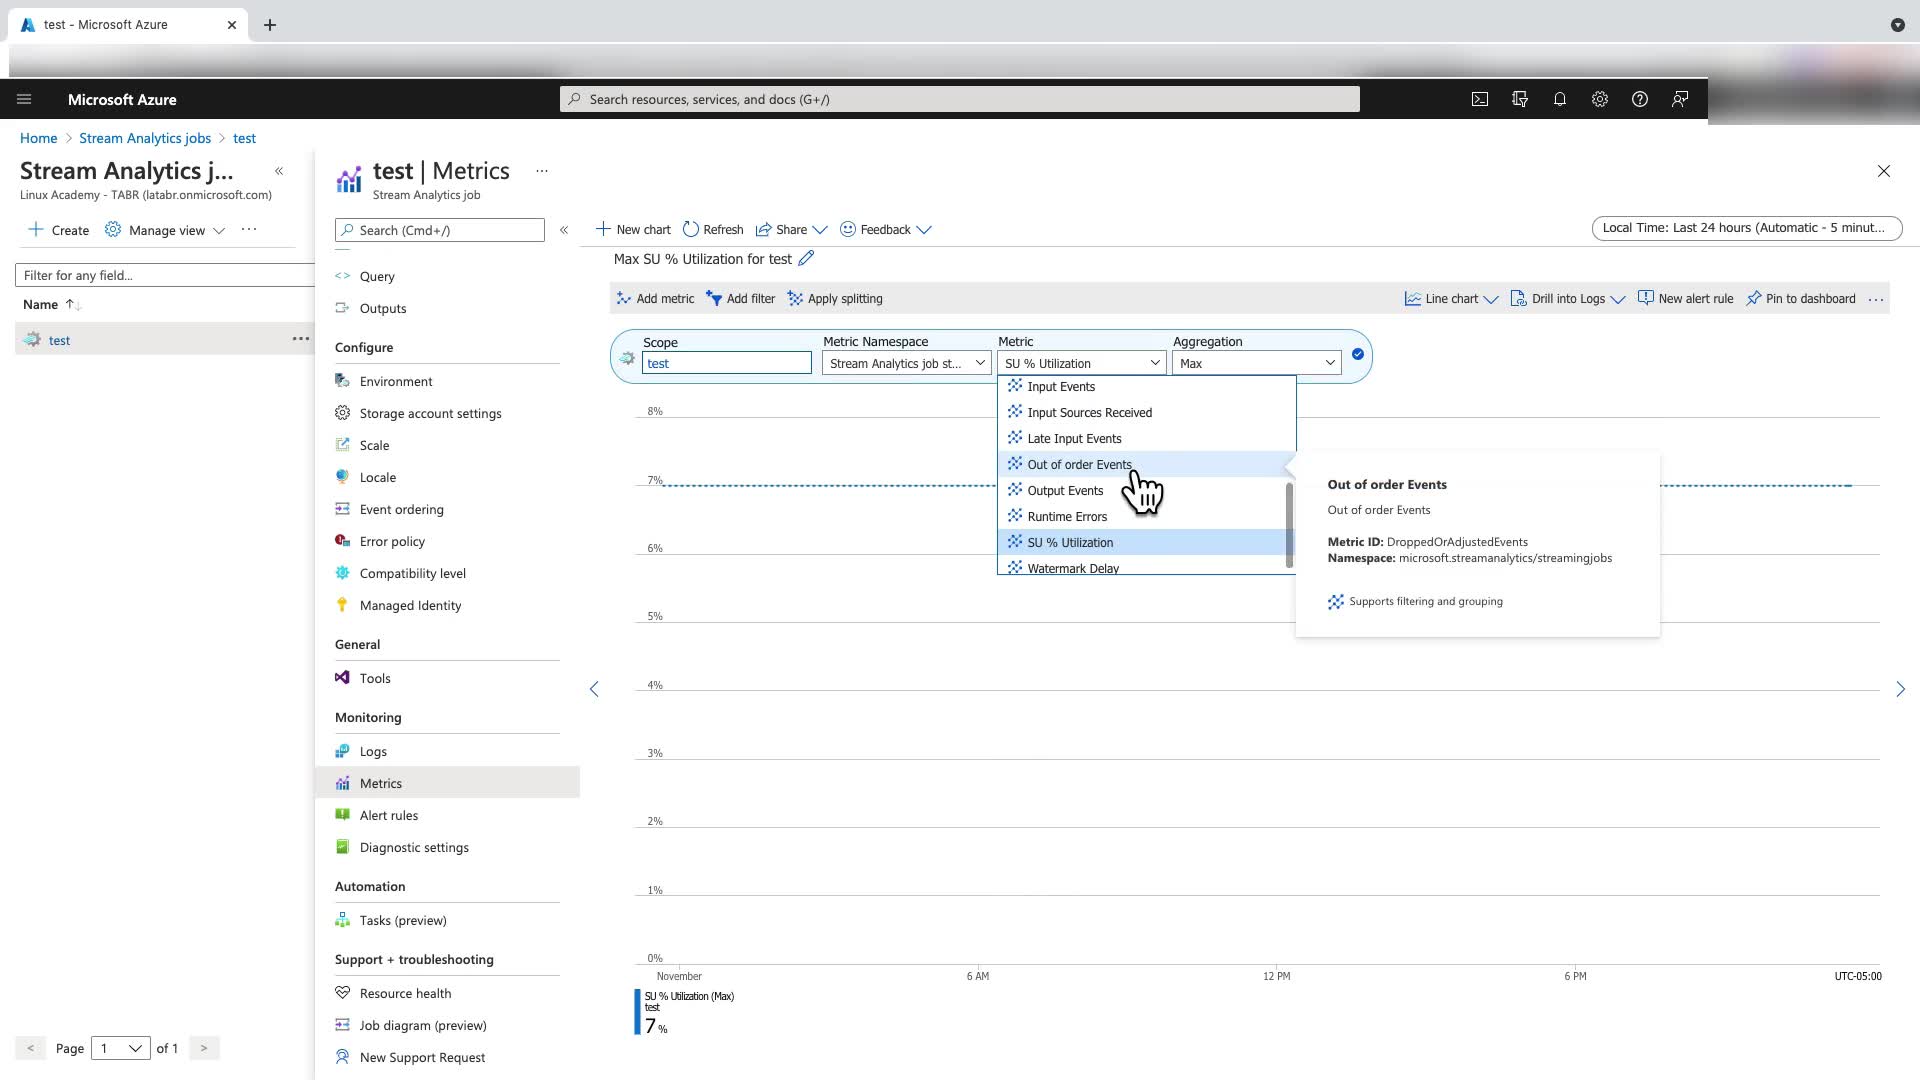 test - Microsoft Azure
Microsoft Azure
Search resources, services, and docs (G+/)
Home > Stream Analytics jobs > test
Stream Analytics j...
Linux Academy - TABR (latabr.onmicrosoft.com)
Create
Manage view
Filter for any field...
Name
test
Page 1 of 1
test | Metrics
Stream Analytics job
Search (Cmd+/)
Query
Outputs
Configure
Environment
Storage account settings
Scale
Locale
Event ordering
Error policy
Compatibility level
Managed Identity
General
Tools
Monitoring
Logs
Metrics
Alert rules
Diagnostic settings
Automation
Tasks (preview)
Support + troubleshooting
Resource health
Job diagram (preview)
New Support Request
New chart
Refresh
Share
Feedback
Local Time: Last 24 hours (Automatic - 5 minut...
Max SU % Utilization for test
Add metric
Add filter
Apply splitting
Line chart
Drill into Logs
New alert rule
Pin to dashboard
Scope
test
Metric Namespace
Stream Analytics job st...
Metric
SU % Utilization
Aggregation
Max
Input Events
Input Sources Received
Late Input Events
Out of order Events
Output Events
Runtime Errors
SU % Utilization
Watermark Delay
Out of order Events
Out of order Events
Metric ID: DroppedOrAdjustedEvents
Namespace: microsoft.streamanalytics/streamingjobs
Supports filtering and grouping
8%
7%
6%
5%
4%
3%
2%
1%
0%
November
6 AM
12 PM
6 PM
UTC-05:00
SU % Utilization (Max)
test
7 %